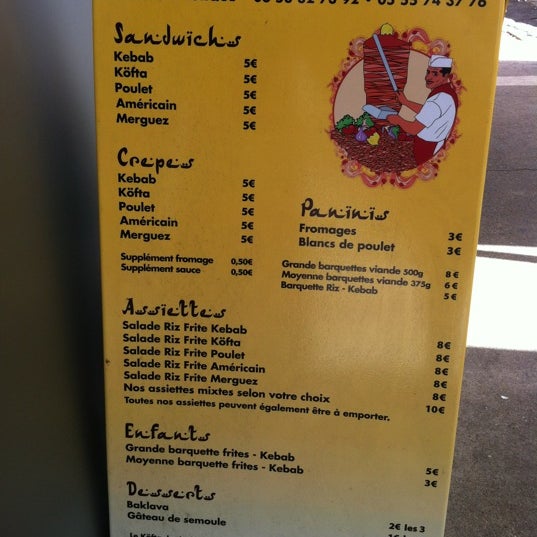 Sandwichs
Kebab 5€
Köfta 5€
Poulet 5€
Américain 5€
Merguez 5€
Crepes
Kebab 5€
Köfta 5€
Poulet 5€
Américain 5€
Merguez 5€
Supplément fromage 0,50€
Supplément sauce 0,50€
Paninis
Fromages 3€
Blancs de poulet 3€
Grande barquettes viande 500g 8€
Moyenne barquettes viande 375g 6€
Barquette Riz - Kebab 5€
Assiettes
Salade Riz Frite Kebab 8€
Salade Riz Frite Köfta 8€
Salade Riz Frite Poulet 8€
Salade Riz Frite Américain 8€
Salade Riz Frite Merguez 8€
Nos assiettes mixtes selon votre choix 10€
Toutes nos assiettes peuvent également être à emporter.
Enfants
Grande barquette frites - Kebab 5€
Moyenne barquette frites - Kebab 3€
Desserts
Baklava 2€ les 3
Gâteau de semoule